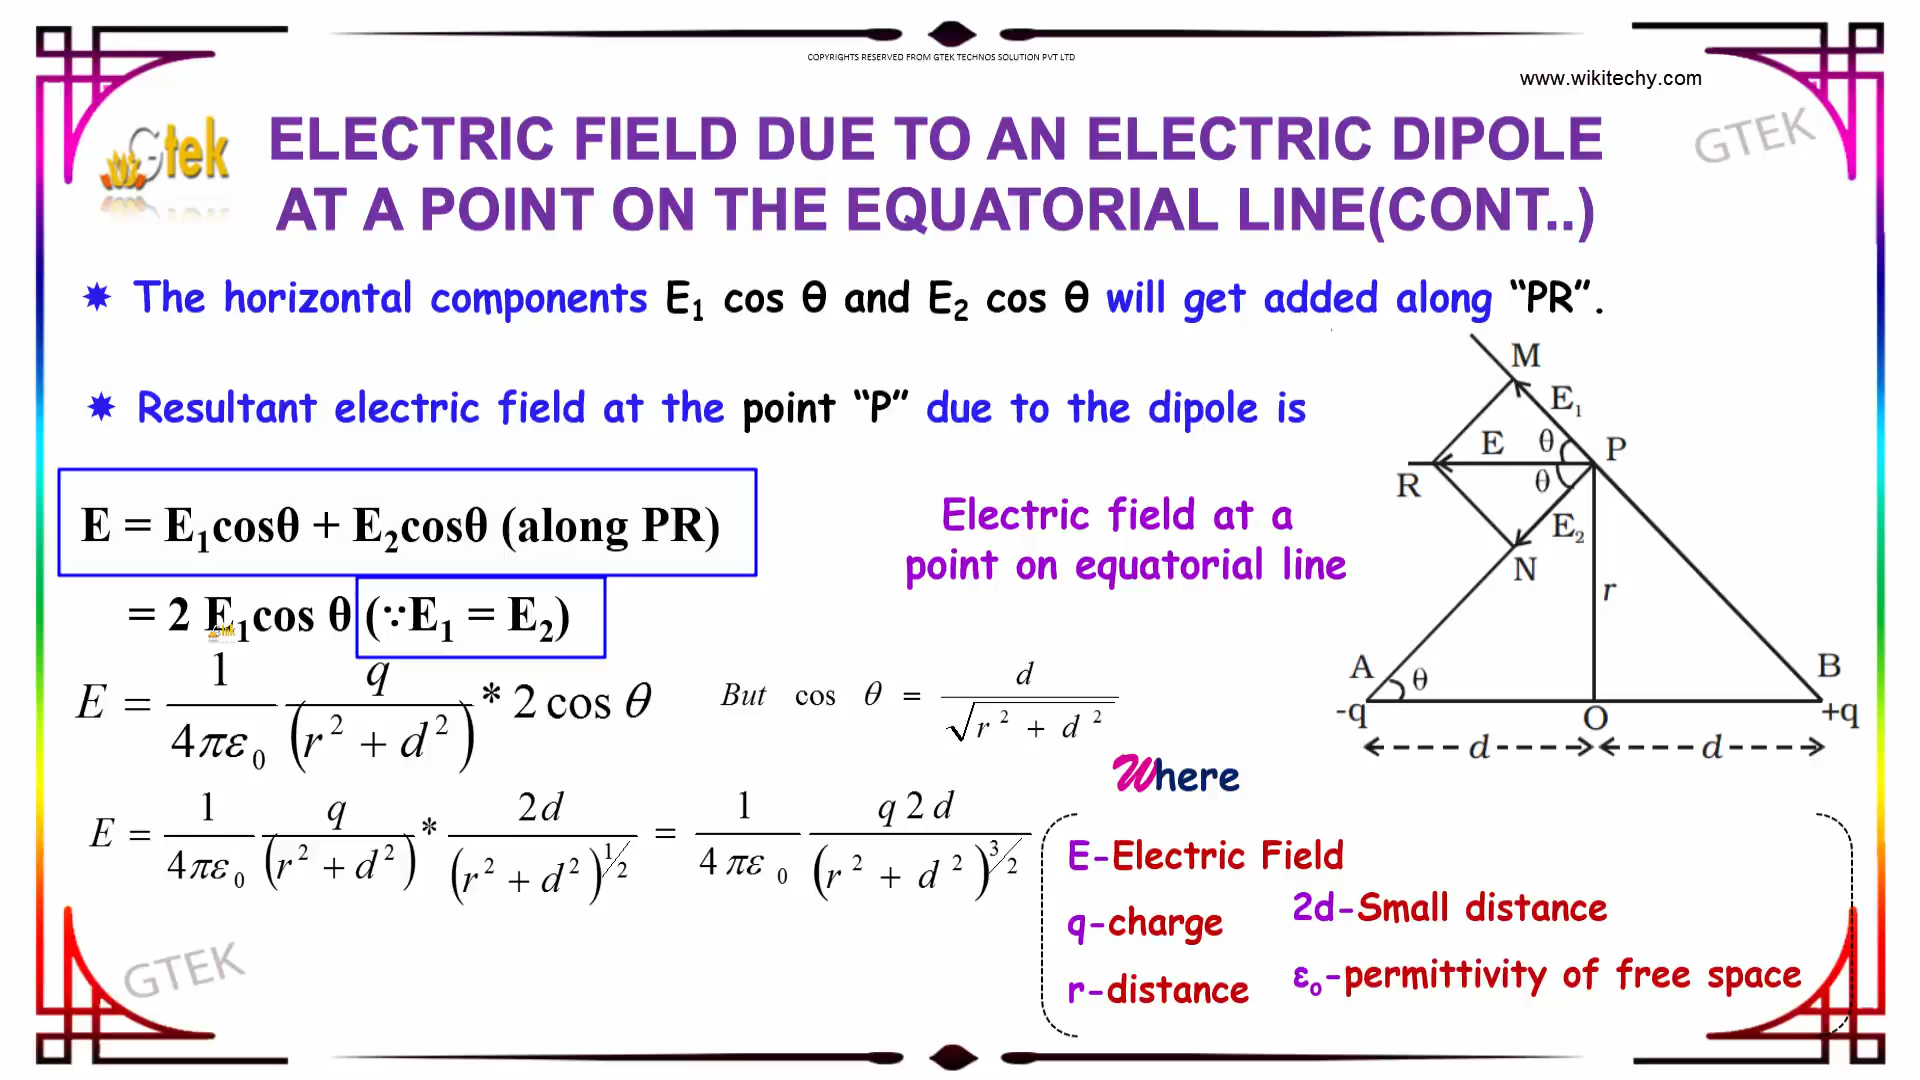 COPYRIGHTS RESERVED FROM GTEK TECHNOS SOLUTION PVT LTD
www.wikitechy.com
Gtek
GTEK
ELECTRIC FIELD DUE TO AN ELECTRIC DIPOLE
AT A POINT ON THE EQUATORIAL LINE(CONT..)
The horizontal components E₁ cos θ and E₂ cos θ will get added along “PR”.
Resultant electric field at the point “P” due to the dipole is
E = E₁cosθ + E₂cosθ (along PR)
= 2 E₁cos θ (∵E₁ = E₂)
Gtek
E = 1/4πε₀ q/(r² + d²) * 2 cos θ
But cos θ = d/√(r² + d²)
E = 1/4πε₀ q/(r² + d²) * 2d/(r² + d²)^1/2 = 1/4πε₀ q2d/(r² + d²)^3/2
Electric field at a
point on equatorial line
M
E₁
E θ P
R θ
E₂
N
r
A θ B
-q O +q
d d
Where
E-Electric Field
q-charge
r-distance
2d-Small distance
ε₀-permittivity of free space
GTEK